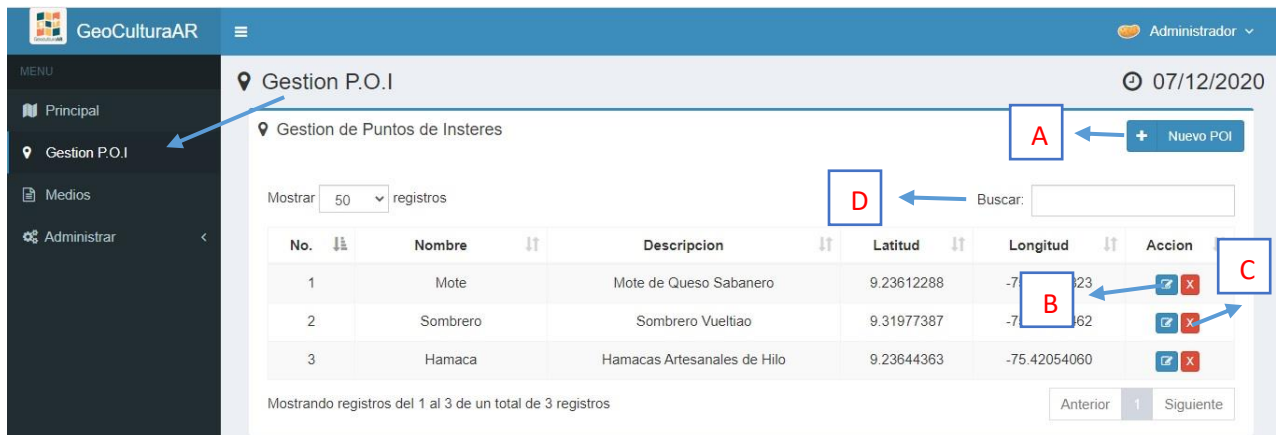 GeoCulturaAR
Administrador
MENU
Principal
Gestion P.O.I
Medios
Administrar
Gestion P.O.I
07/12/2020
Gestion de Puntos de Insteres
A
+ Nuevo POI
Mostrar 50 registros
D
Buscar:
No. Nombre Descripcion Latitud Longitud Accion
1 Mote Mote de Queso Sabanero 9.23612288
X
C
B
2 Sombrero Sombrero Vueltiao 9.31977387
X
3 Hamaca Hamacas Artesanales de Hilo 9.23644363 -75.42054060
X
Mostrando registros del 1 al 3 de un total de 3 registros
Anterior 1 Siguiente